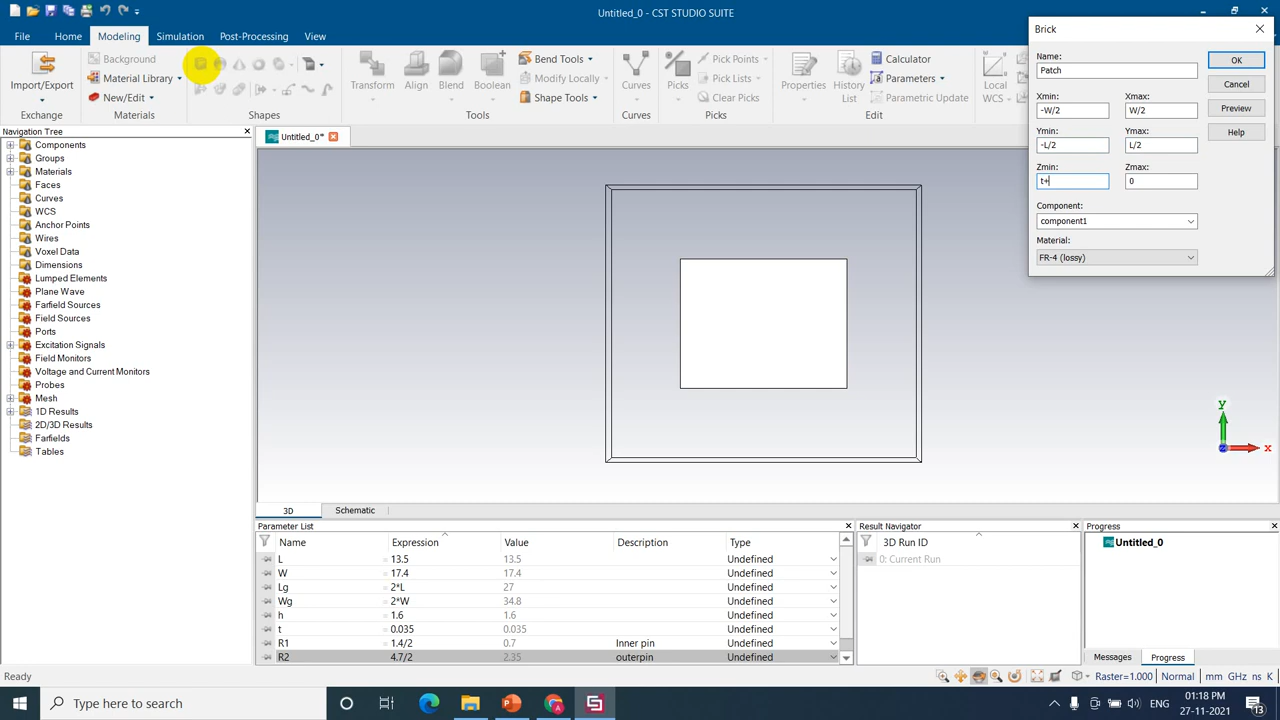 Untitled_0 - CST STUDIO SUITE
File Home Modeling Simulation Post-Processing View
Background
Material Library
New/Edit
Import/Export
Exchange
Materials
Shapes
Transform
Align
Blend
Boolean
Bend Tools
Modify Locally
Shape Tools
Tools
Curves
Curves
Picks
Pick Points
Pick Lists
Clear Picks
Picks
Properties
History List
Calculator
Parameters
Parametric Update
Edit
Local WCS
Brick
Name:
Patch
OK
Cancel
Preview
Help
Xmin: Xmax:
-W/2 W/2
Ymin: Ymax:
-L/2 L/2
Zmin: Zmax:
t+ 0
Component:
component1
Material:
FR-4 (lossy)
Navigation Tree
Components
Groups
Materials
Faces
Curves
WCS
Anchor Points
Wires
Voxel Data
Dimensions
Lumped Elements
Plane Wave
Farfield Sources
Field Sources
Ports
Excitation Signals
Field Monitors
Voltage and Current Monitors
Probes
Mesh
1D Results
2D/3D Results
Farfields
Tables
Untitled_0*
y
x
3D Schematic
Parameter List
Name Expression Value Description Type
L = 13.5 13.5 Undefined
W = 17.4 17.4 Undefined
Lg = 2*L 27 Undefined
Wg = 2*W 34.8 Undefined
h = 1.6 1.6 Undefined
t = 0.035 0.035 Undefined
R1 = 1.4/2 0.7 Inner pin Undefined
R2 = 4.7/2 2.35 outerpin Undefined
Result Navigator
3D Run ID
0: Current Run
Progress
Untitled_0
Messages Progress
Ready
Raster=1.000 Normal mm GHz ns K
Type here to search
01:18 PM
27-11-2021
13